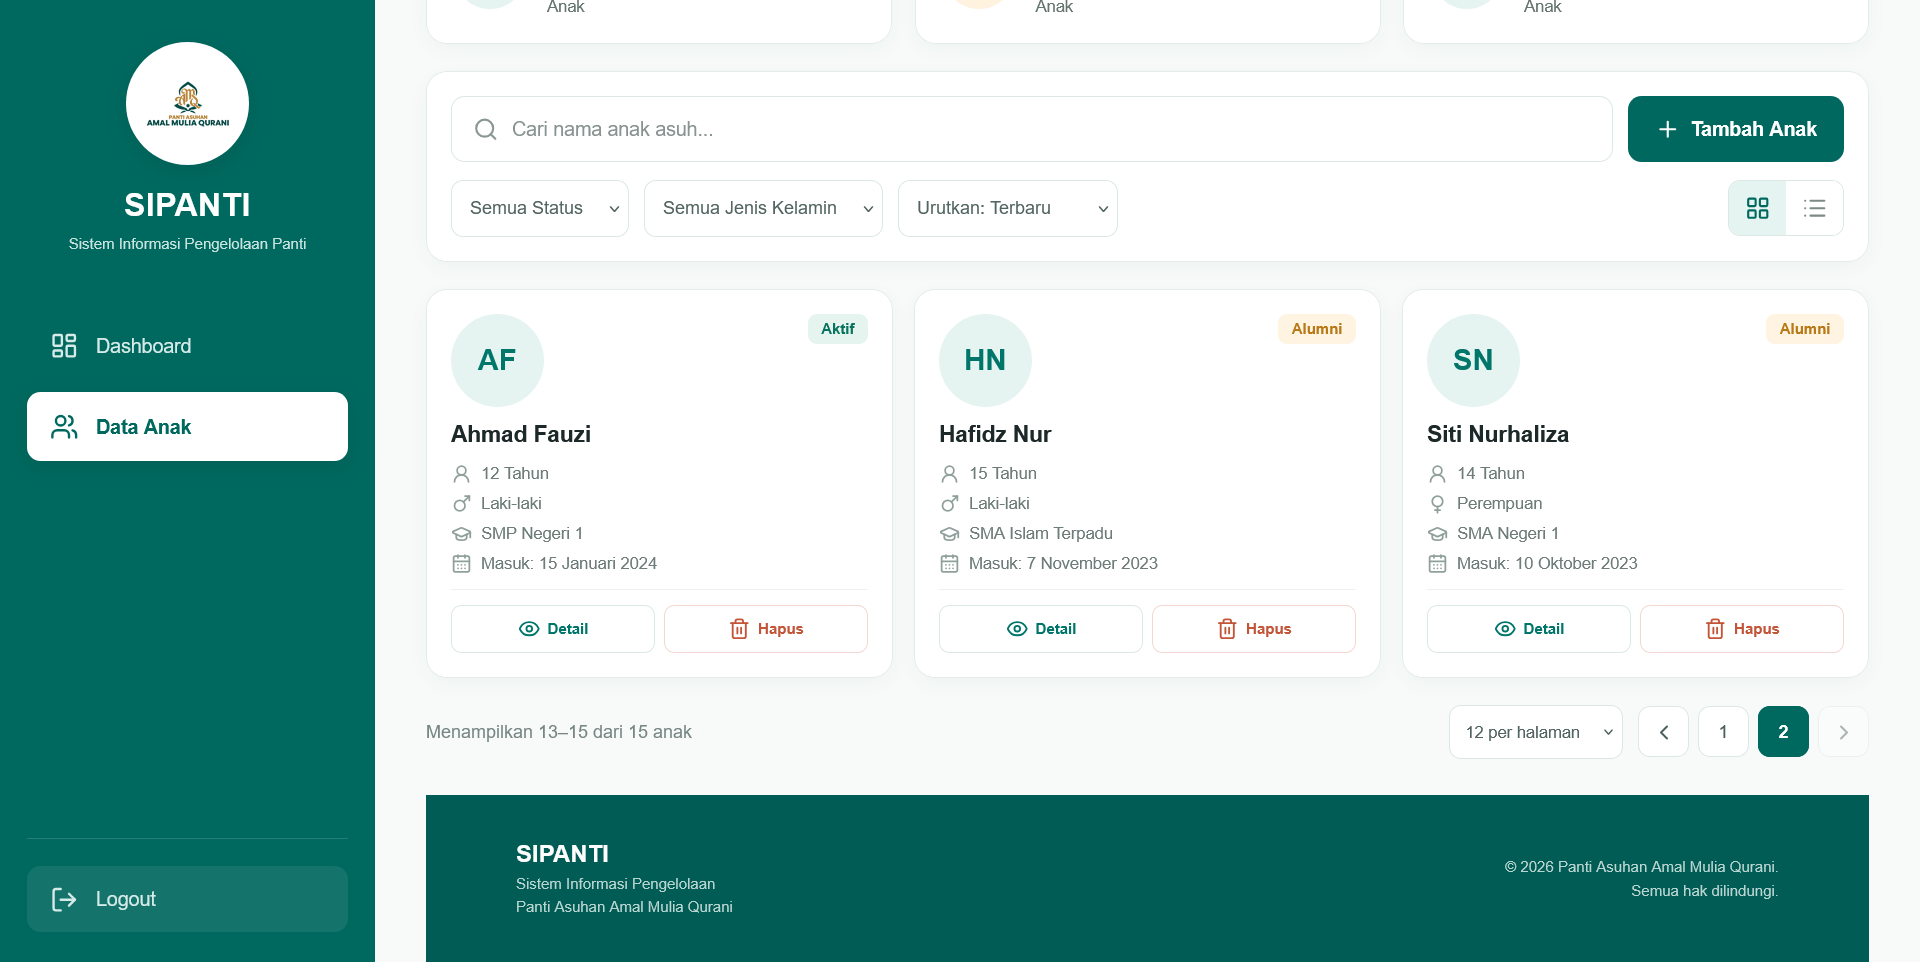 PANTI ASUHAN
AMAL MULIA QURANI
SIPANTI
Sistem Informasi Pengelolaan Panti
Dashboard
Data Anak
Logout
Anak
Anak
Anak
Cari nama anak asuh...
Tambah Anak
Semua Status
Semua Jenis Kelamin
Urutkan: Terbaru
AF
Aktif
Ahmad Fauzi
12 Tahun
Laki-laki
SMP Negeri 1
Masuk: 15 Januari 2024
Detail
Hapus
HN
Alumni
Hafidz Nur
15 Tahun
Laki-laki
SMA Islam Terpadu
Masuk: 7 November 2023
Detail
Hapus
SN
Alumni
Siti Nurhaliza
14 Tahun
Perempuan
SMA Negeri 1
Masuk: 10 Oktober 2023
Detail
Hapus
Menampilkan 13–15 dari 15 anak
12 per halaman
1
2
SIPANTI
Sistem Informasi Pengelolaan
Panti Asuhan Amal Mulia Qurani
© 2026 Panti Asuhan Amal Mulia Qurani.
Semua hak dilindungi.